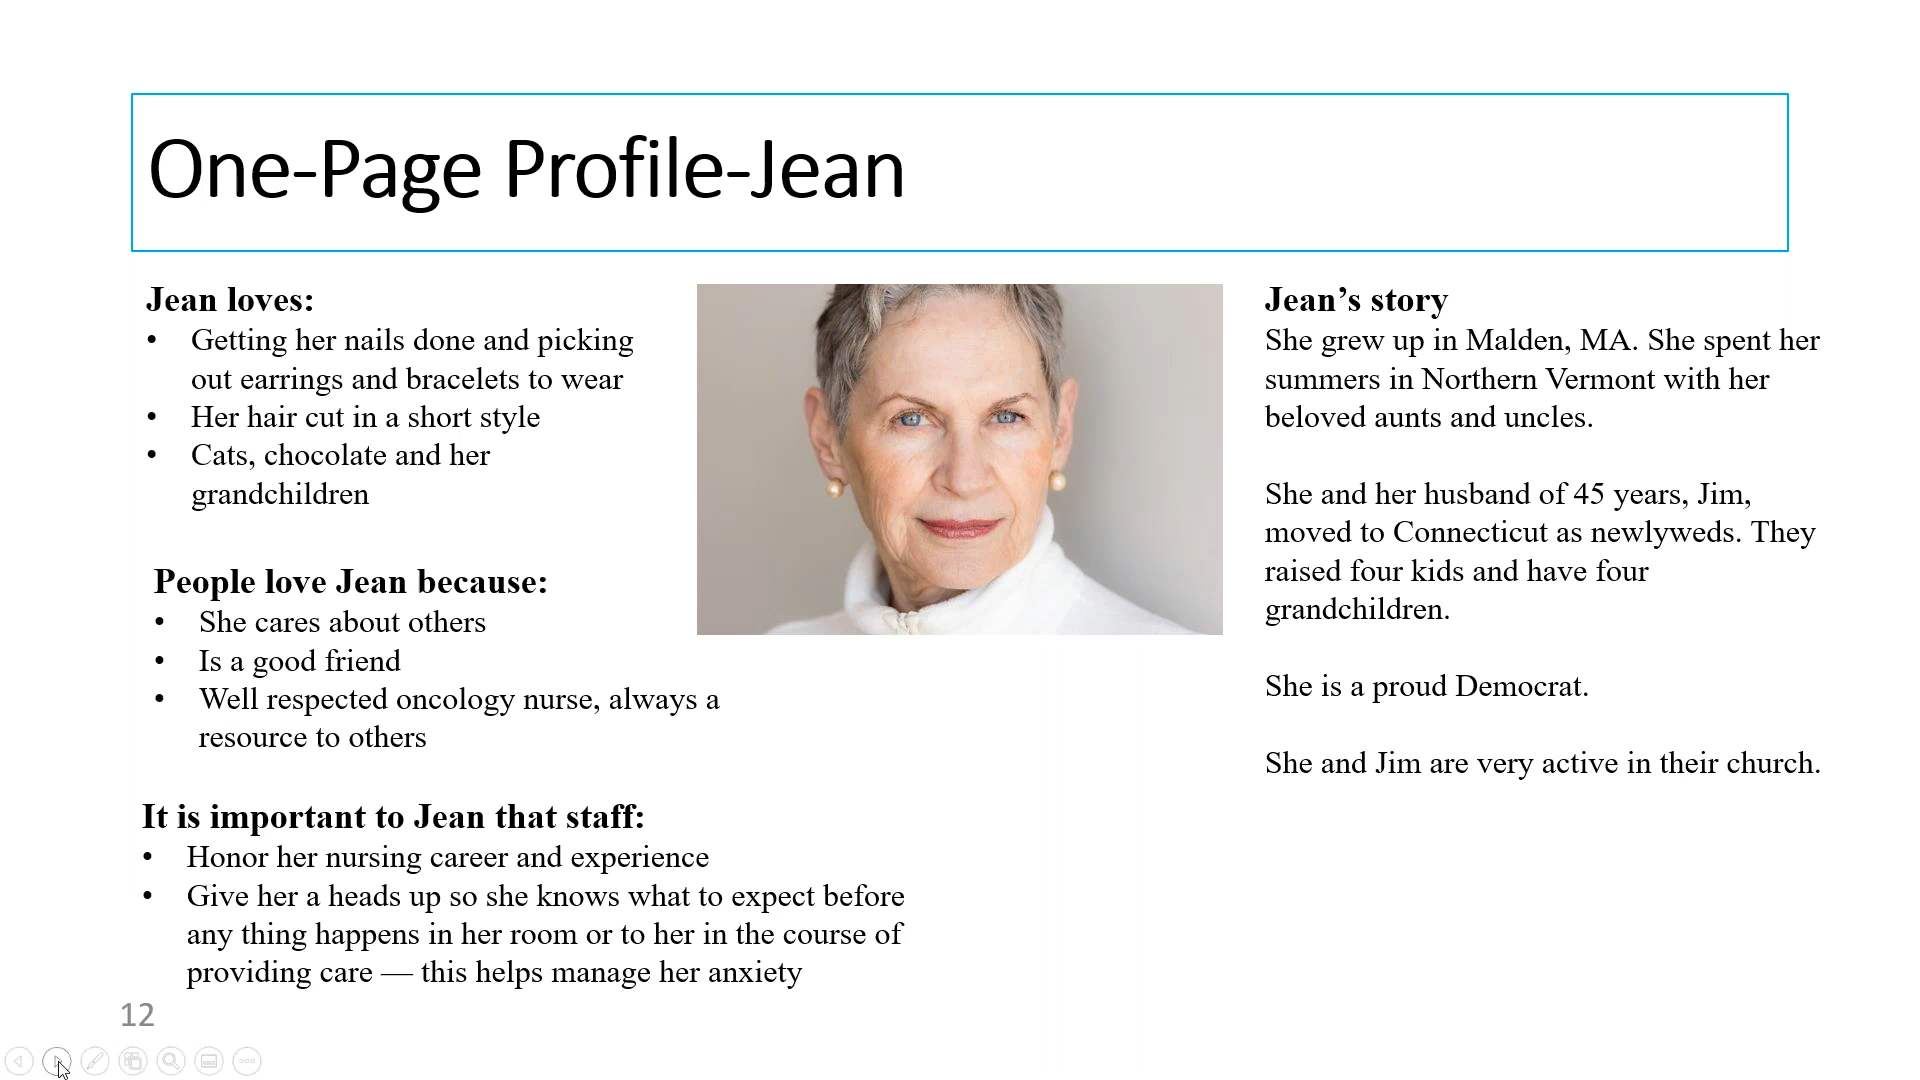 One-Page Profile-Jean
Jean loves:
• Getting her nails done and picking
out earrings and bracelets to wear
• Her hair cut in a short style
• Cats, chocolate and her
grandchildren
People love Jean because:
• She cares about others
• Is a good friend
• Well respected oncology nurse, always a
resource to others
It is important to Jean that staff:
• Honor her nursing career and experience
• Give her a heads up so she knows what to expect before
any thing happens in her room or to her in the course of
providing care — this helps manage her anxiety
Jean’s story
She grew up in Malden, MA. She spent her
summers in Northern Vermont with her
beloved aunts and uncles.
She and her husband of 45 years, Jim,
moved to Connecticut as newlyweds. They
raised four kids and have four
grandchildren.
She is a proud Democrat.
She and Jim are very active in their church.
12